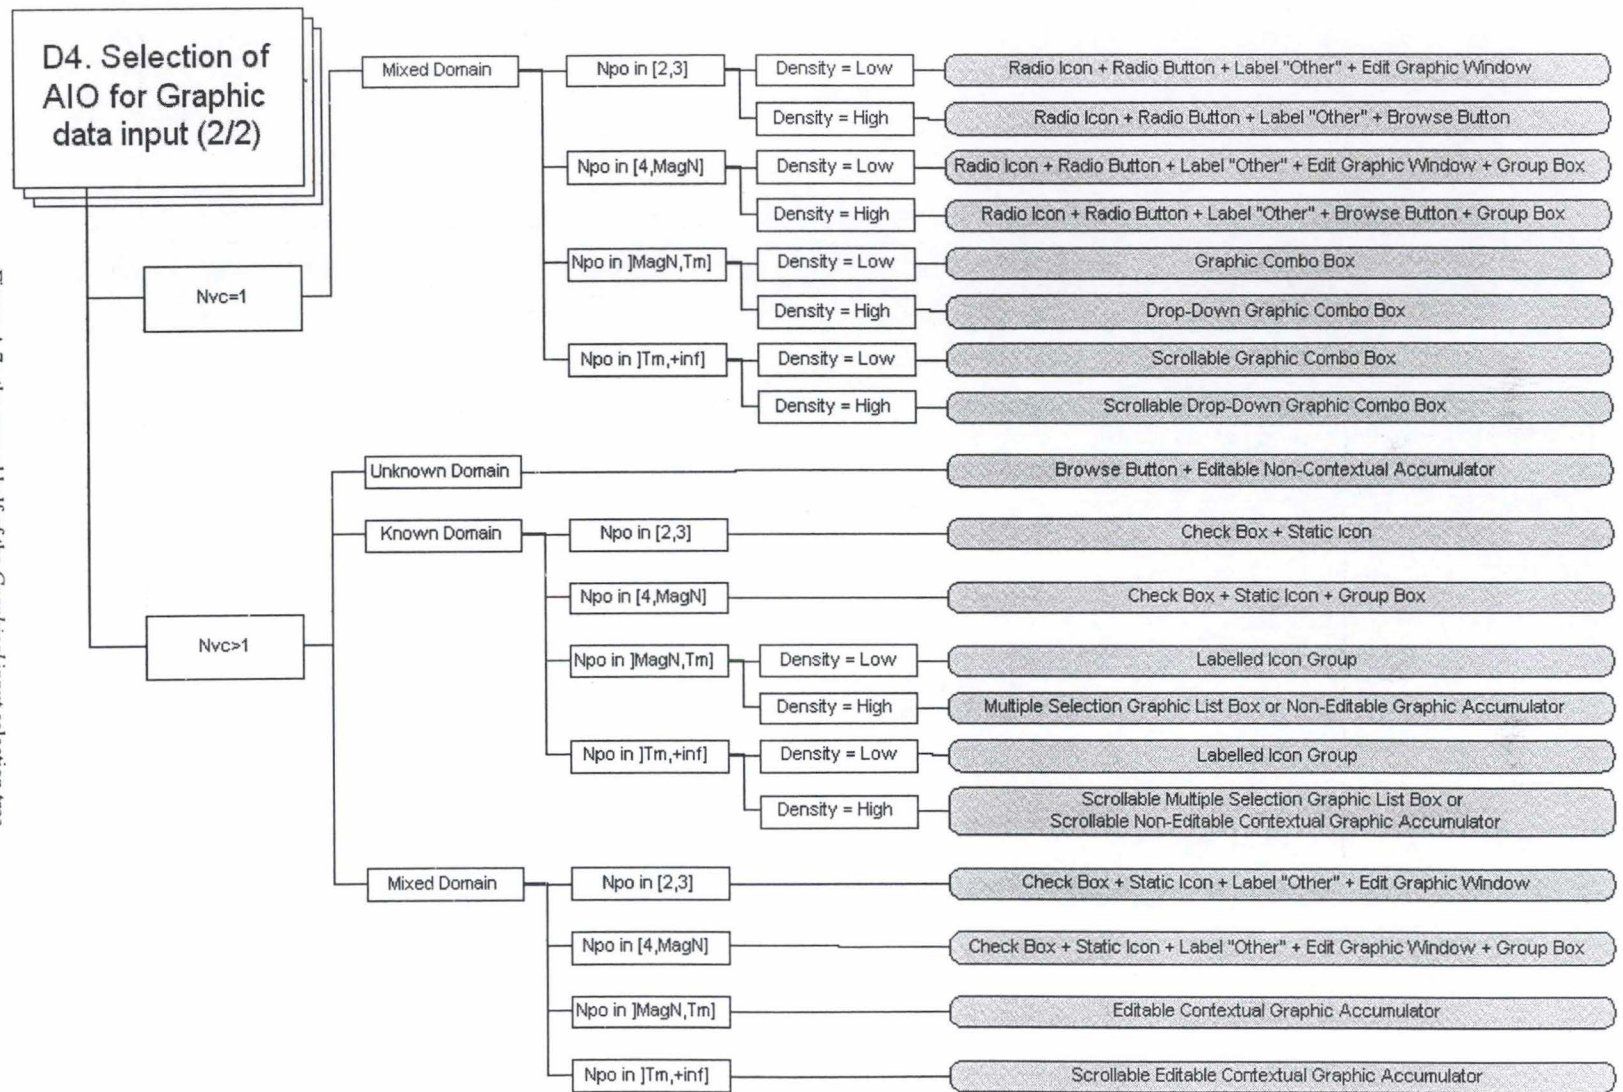 D4. Selection of
AIO for Graphic
data input (2/2)
Nvc=1
Mixed Domain
Npo in [2,3]
Density = Low
Radio Icon + Radio Button + Label "Other" + Edit Graphic Window
Density = High
Radio Icon + Radio Button + Label "Other" + Browse Button
Npo in [4,MagN]
Density = Low
Radio Icon + Radio Button + Label "Other" + Edit Graphic Window + Group Box
Density = High
Radio Icon + Radio Button + Label "Other" + Browse Button + Group Box
Npo in ]MagN,Tm]
Density = Low
Graphic Combo Box
Density = High
Drop-Down Graphic Combo Box
Npo in ]Tm,+inf]
Density = Low
Scrollable Graphic Combo Box
Density = High
Scrollable Drop-Down Graphic Combo Box
Nvc>1
Unknown Domain
Browse Button + Editable Non-Contextual Accumulator
Known Domain
Npo in [2,3]
Check Box + Static Icon
Npo in [4,MagN]
Check Box + Static Icon + Group Box
Npo in ]MagN,Tm]
Density = Low
Labelled Icon Group
Density = High
Multiple Selection Graphic List Box or Non-Editable Graphic Accumulator
Npo in ]Tm,+inf]
Density = Low
Labelled Icon Group
Density = High
Scrollable Multiple Selection Graphic List Box or
Scrollable Non-Editable Contextual Graphic Accumulator
Mixed Domain
Npo in [2,3]
Check Box + Static Icon + Label "Other" + Edit Graphic Window
Npo in [4,MagN]
Check Box + Static Icon + Label "Other" + Edit Graphic Window + Group Box
Npo in ]MagN,Tm]
Editable Contextual Graphic Accumulator
Npo in ]Tm,+inf]
Scrollable Editable Contextual Graphic Accumulator